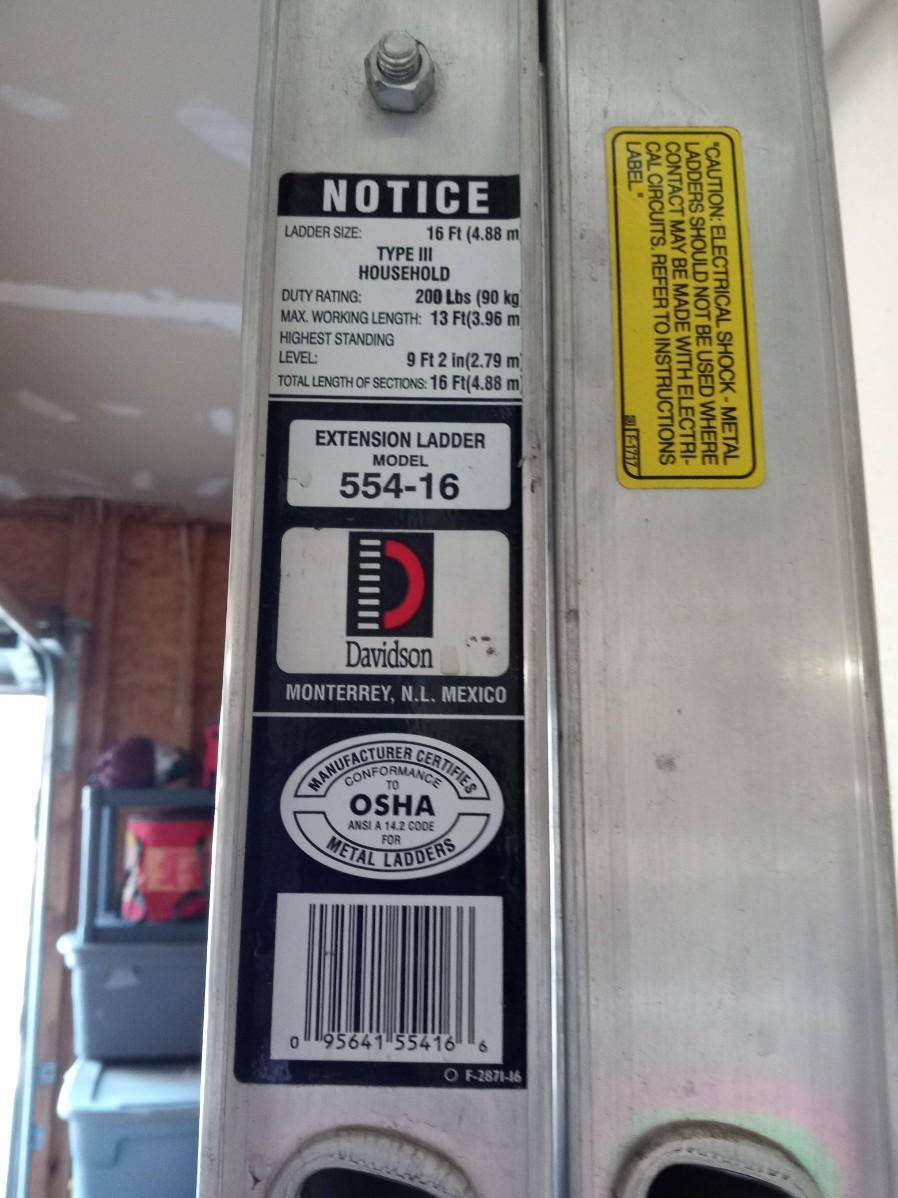 NOTICE
LADDER SIZE: 16 Ft (4.88 m
TYPE III
HOUSEHOLD
DUTY RATING: 200 Lbs (90 kg
MAX. WORKING LENGTH: 13 Ft(3.96 m
HIGHEST STANDING
LEVEL: 9 Ft 2 in(2.79 m
TOTAL LENGTH OF SECTIONS: 16 Ft(4.88 m
EXTENSION LADDER
MODEL
554-16
Davidson
MONTERREY, N.L. MEXICO
MANUFACTURER CERTIFIES
CONFORMANCE
TO
OSHA
ANSI A 14.2 CODE
FOR
METAL LADDERS
0 95641 55416 6
F-2871-16
"CAUTION: ELECTRICAL SHOCK - METAL
LADDERS SHOULD NOT BE USED WHERE
CONTACT MAY BE MADE WITH ELECTRI-
CAL CIRCUITS. REFER TO INSTRUCTIONS
LABEL."
F-1717